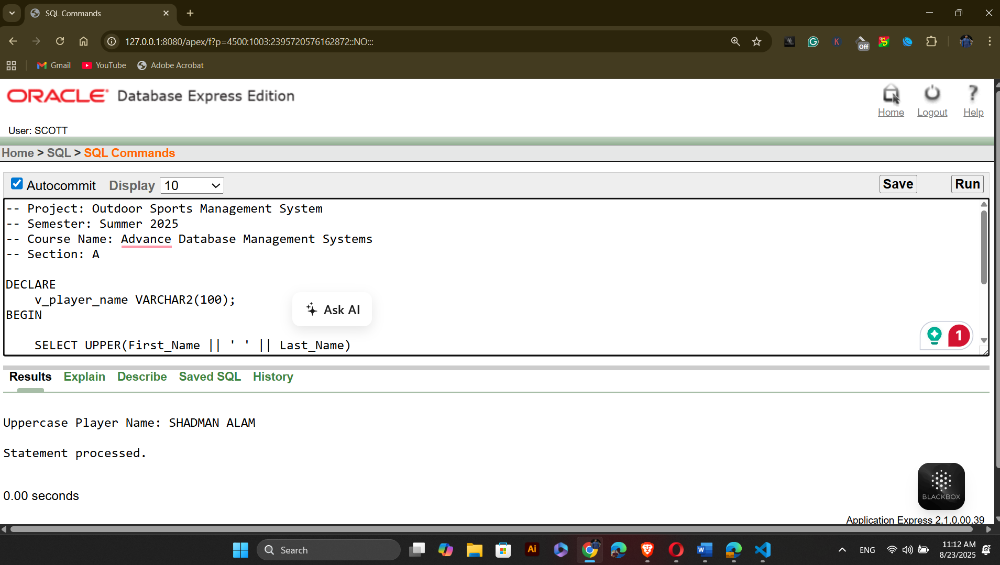 SQL Commands
127.0.0.1:8080/apex/f?p=4500:1003:2395720576162872::NO:::
K
S
Off
Gmail
YouTube
Adobe Acrobat
ORACLE Database Express Edition
Home
Logout
? Help
User: SCOTT
Home > SQL > SQL Commands
Autocommit
Display 10
Save
Run
-- Project: Outdoor Sports Management System
-- Semester: Summer 2025
-- Course Name: Advance Database Management Systems
-- Section: A
DECLARE
v_player_name VARCHAR2(100);
BEGIN
Ask AI
1
SELECT UPPER(First_Name || ' ' || Last_Name)
Results Explain Describe Saved SQL History
Uppercase Player Name: SHADMAN ALAM
Statement processed.
0.00 seconds
BLACKBOX
Application Express 2.1.0.00.39
Search
Ai
W
ENG
11:12 AM
8/23/2025